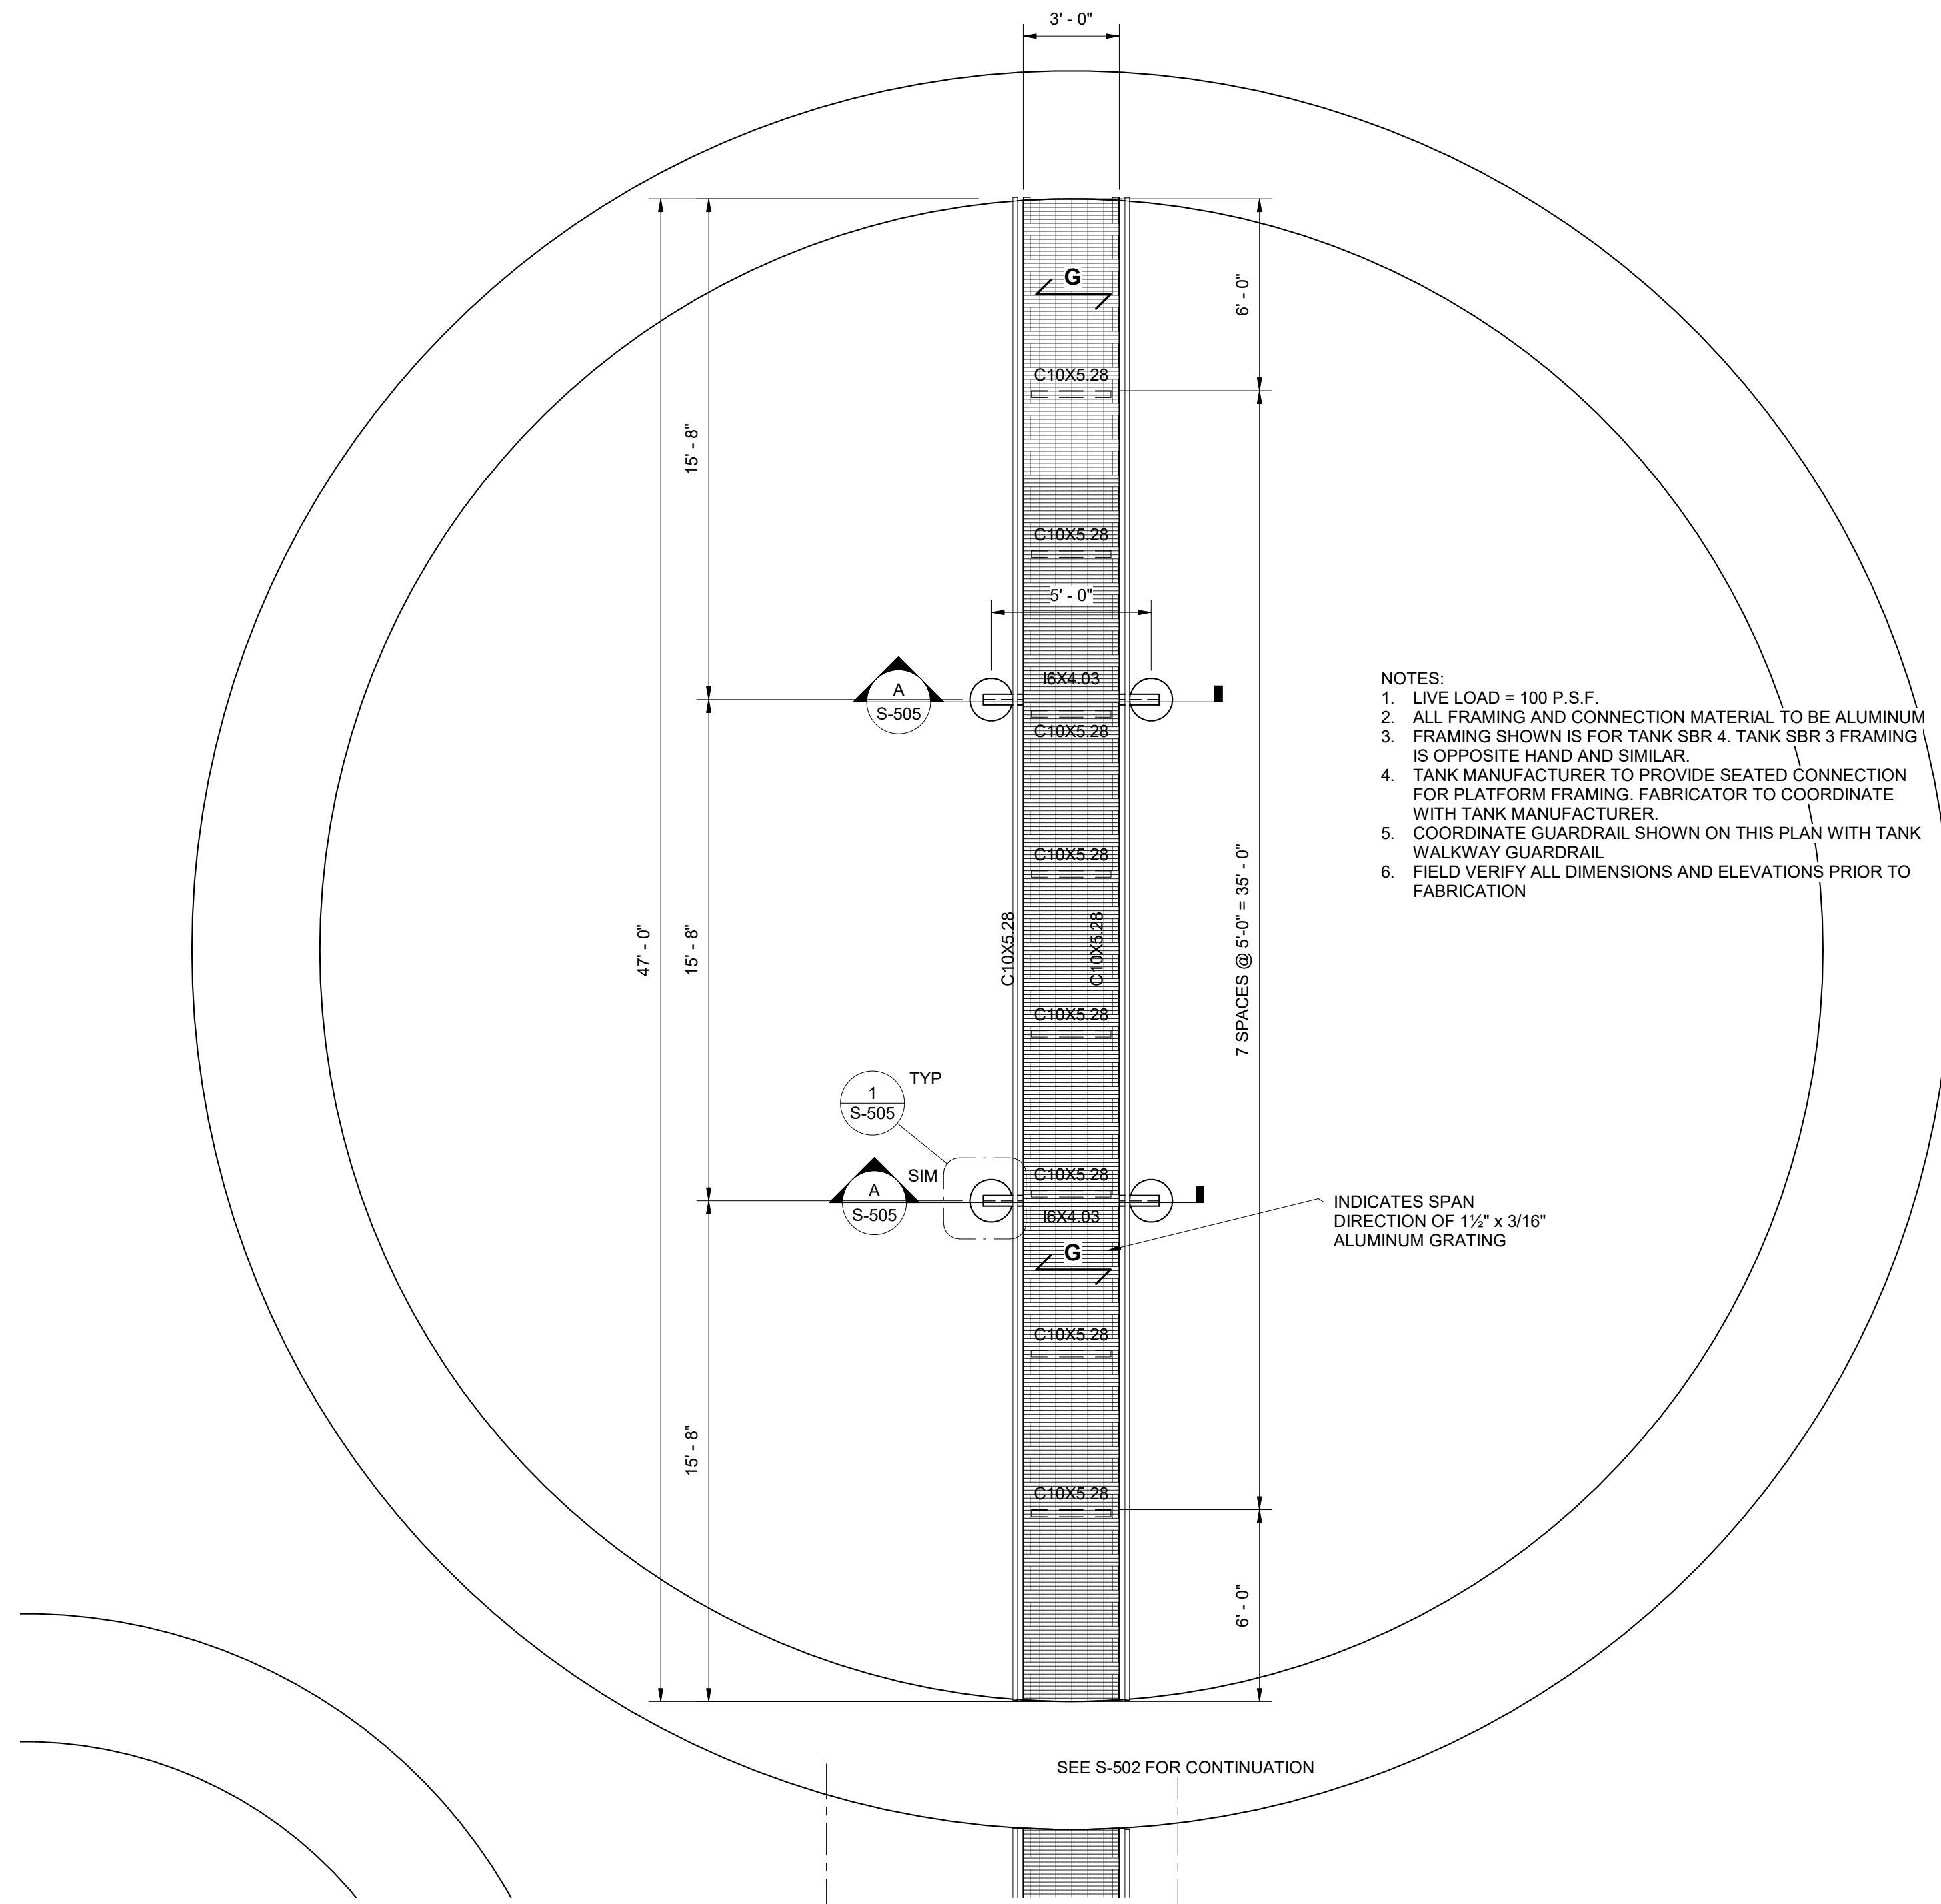 3' - 0"
G
6' - 0"
C10X5.28
15' - 8"
C10X5.28
5' - 0"
I6X4.03
A
S-505
C10X5.28
NOTES:
1. LIVE LOAD = 100 P.S.F.
2. ALL FRAMING AND CONNECTION MATERIAL TO BE ALUMINUM
3. FRAMING SHOWN IS FOR TANK SBR 4. TANK SBR 3 FRAMING
IS OPPOSITE HAND AND SIMILAR.
4. TANK MANUFACTURER TO PROVIDE SEATED CONNECTION
FOR PLATFORM FRAMING. FABRICATOR TO COORDINATE
WITH TANK MANUFACTURER.
5. COORDINATE GUARDRAIL SHOWN ON THIS PLAN WITH TANK
WALKWAY GUARDRAIL
6. FIELD VERIFY ALL DIMENSIONS AND ELEVATIONS PRIOR TO
FABRICATION
C10X5.28
47' - 0"
15' - 8"
C10X5.28
C10X5.28
7 SPACES @ 5'-0" = 35' - 0"
C10X5.28
1
S-505
TYP
A
S-505
SIM
C10X5.28
I6X4.03
INDICATES SPAN
DIRECTION OF 1½" x 3/16"
ALUMINUM GRATING
G
C10X5.28
15' - 8"
C10X5.28
6' - 0"
SEE S-502 FOR CONTINUATION